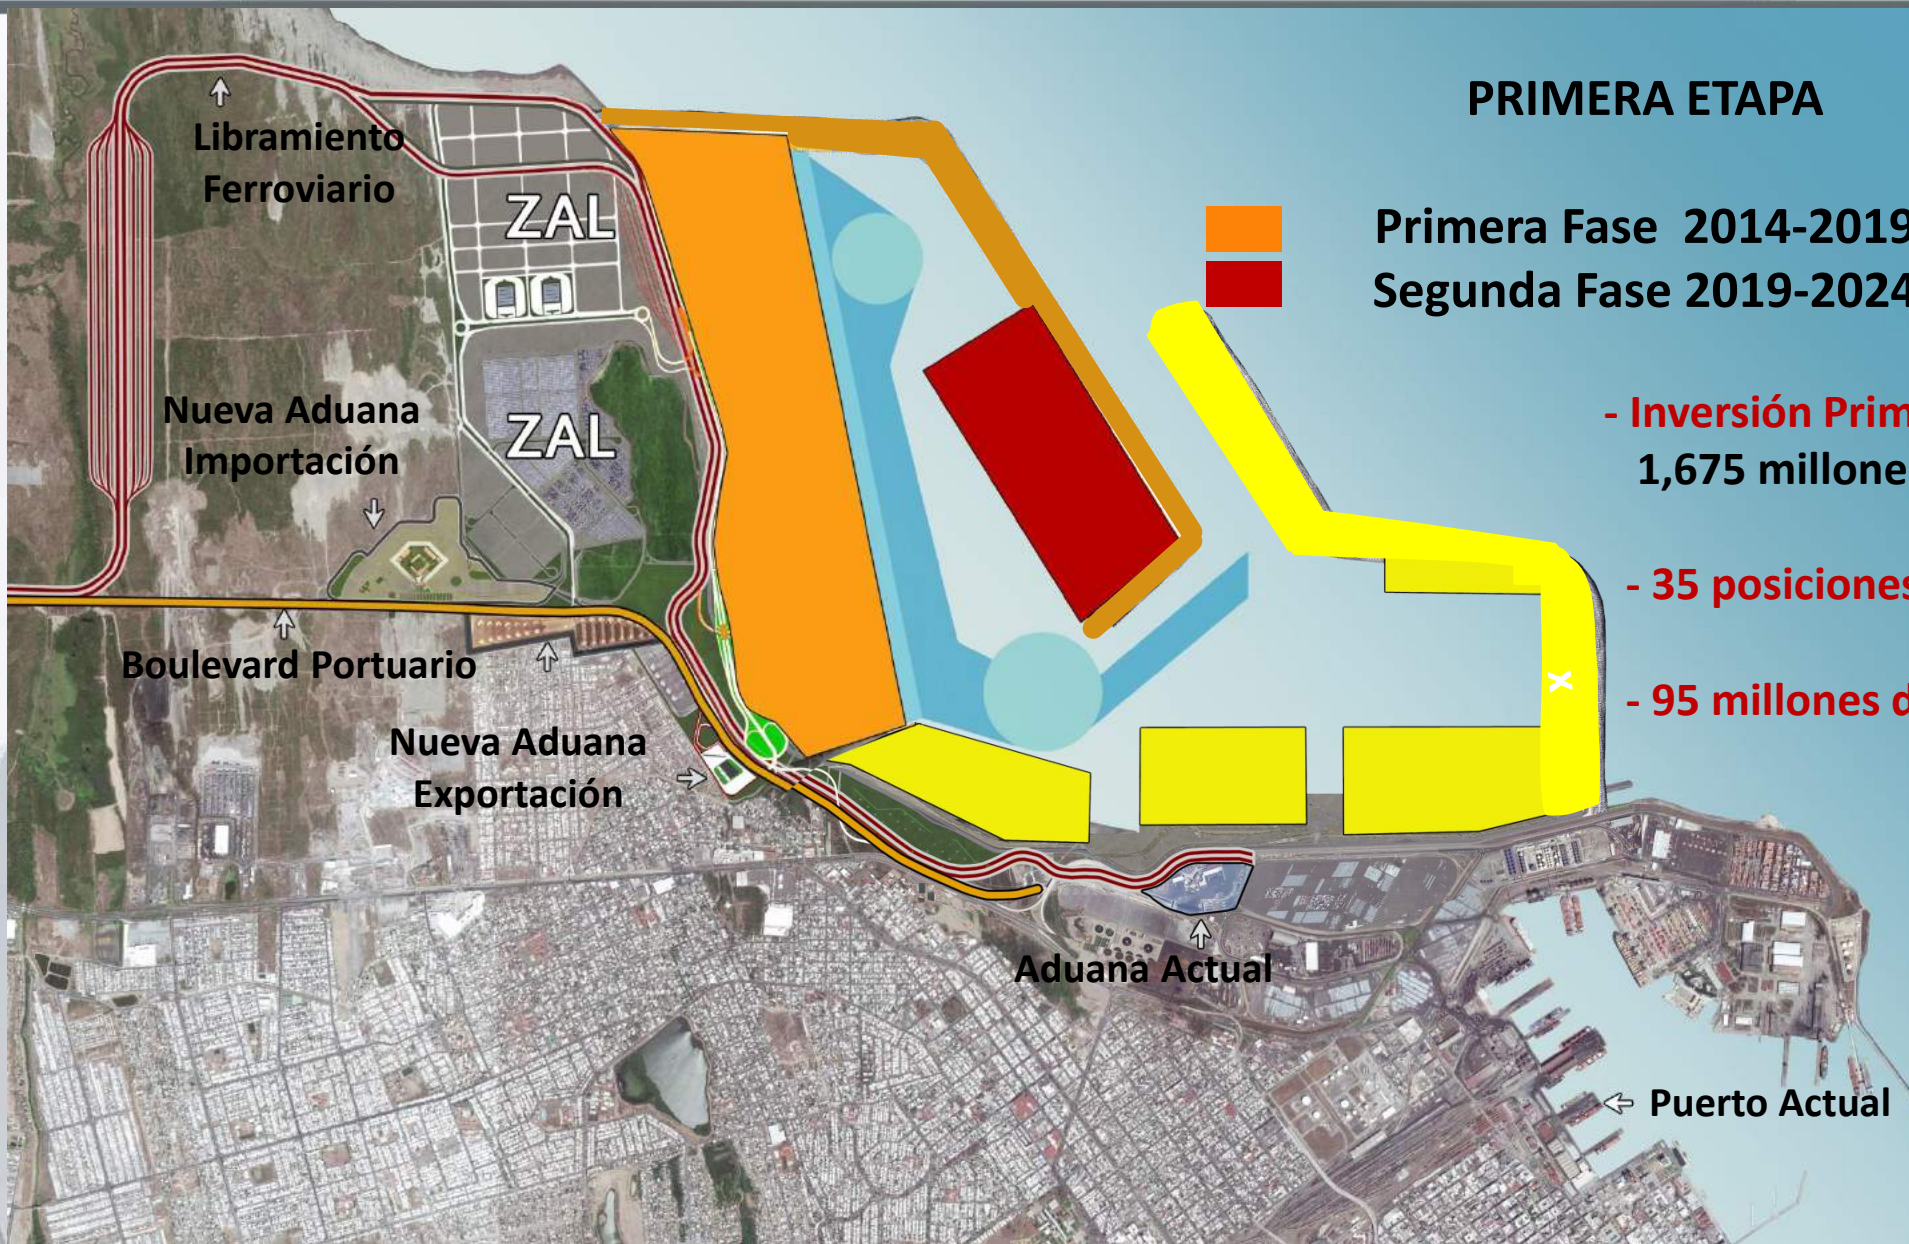 PRIMERA ETAPA
Primera Fase 2014-2019
Segunda Fase 2019-2024
- Inversión Prim
1,675 millone
- 35 posiciones
- 95 millones d
Libramiento
Ferroviario
ZAL
Nueva Aduana
Importación
ZAL
Boulevard Portuario
Nueva Aduana
Exportación
X
Aduana Actual
Puerto Actual